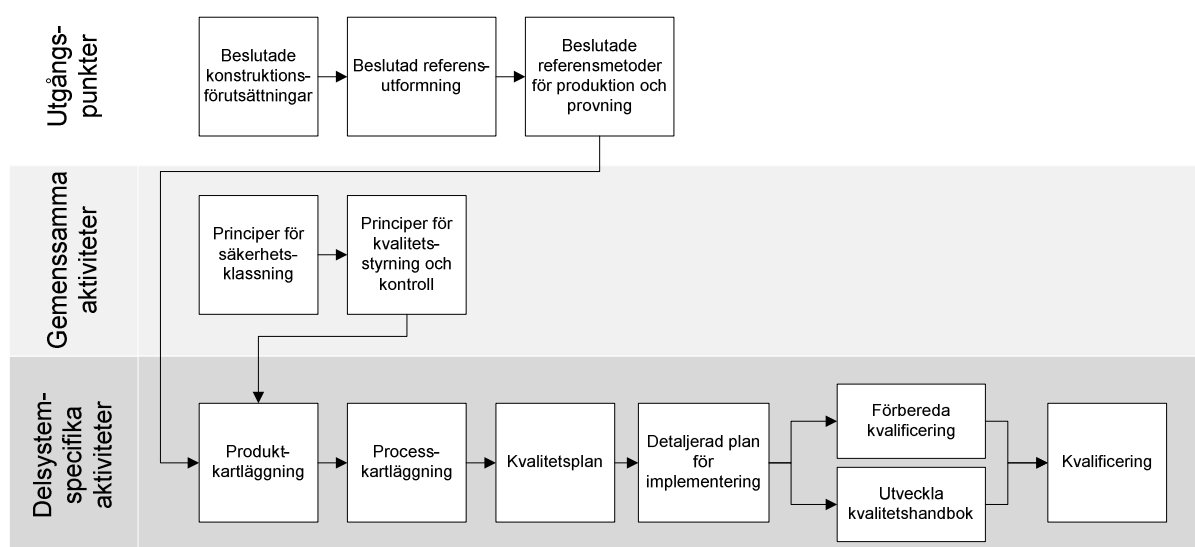 Utgångs-
punkter
Beslutade
konstruktions-
förutsättningar
Beslutad referens-
utformning
Beslutade
referensmetoder
för produktion och
provning
Gemenssamma
aktiviteter
Principer för
säkerhets-
klassning
Principer för
kvalitets-
styrning och
kontroll
Delsystem-
specifika
aktiviteter
Produkt-
kartläggning
Process-
kartläggning
Kvalitetsplan
Detaljerad plan
för
implementering
Förbereda
kvalificering
Utveckla
kvalitetshandbok
Kvalificering